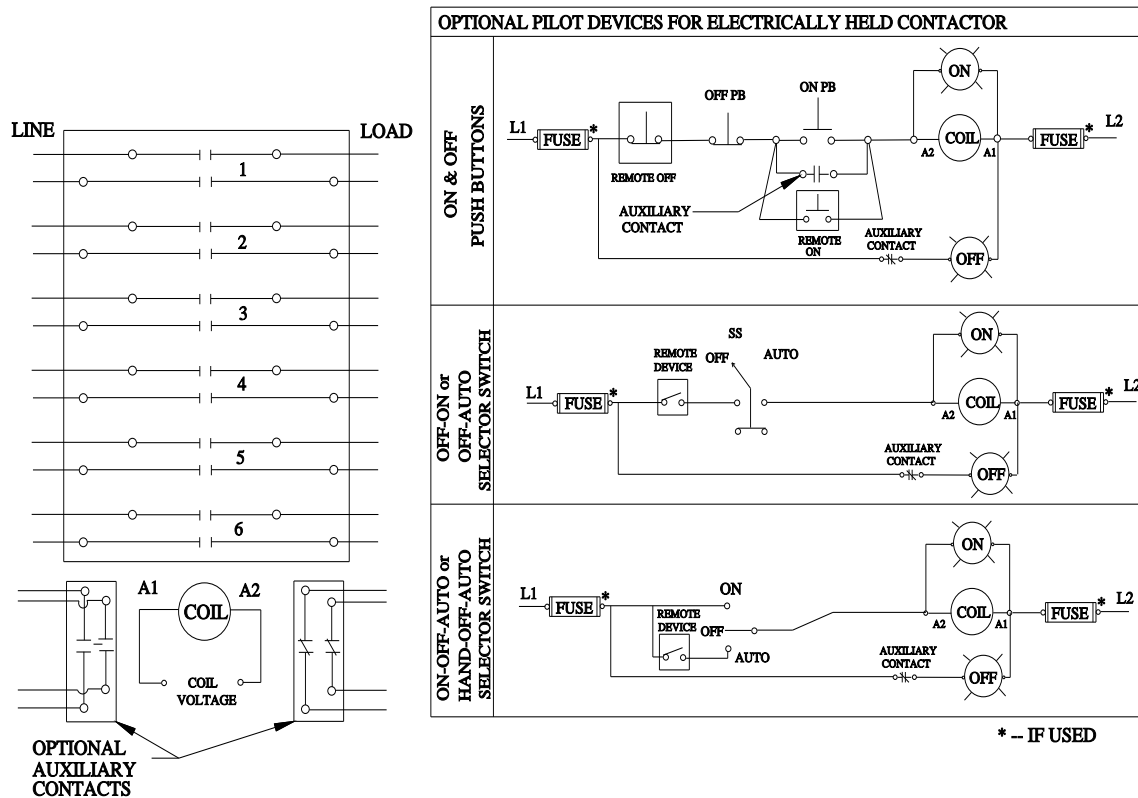 LINE
LOAD
1
2
3
4
5
6
A1
A2
COIL
COIL
VOLTAGE
OPTIONAL
AUXILIARY
CONTACTS
OPTIONAL PILOT DEVICES FOR ELECTRICALLY HELD CONTACTOR
ON & OFF
PUSH BUTTONS
L1
FUSE
*
REMOTE OFF
OFF PB
ON PB
AUXILIARY
CONTACT
REMOTE
ON
AUXILIARY
CONTACT
ON
COIL
A2
A1
OFF
FUSE
*
L2
OFF-ON or
OFF-AUTO
SELECTOR SWITCH
L1
FUSE
*
REMOTE
DEVICE
SS
OFF
AUTO
AUXILIARY
CONTACT
ON
COIL
A2
A1
OFF
FUSE
*
L2
ON-OFF-AUTO or
HAND-OFF-AUTO
SELECTOR SWITCH
L1
FUSE
*
REMOTE
DEVICE
ON
OFF
AUTO
AUXILIARY
CONTACT
ON
COIL
A2
A1
OFF
FUSE
*
L2
* -- IF USED